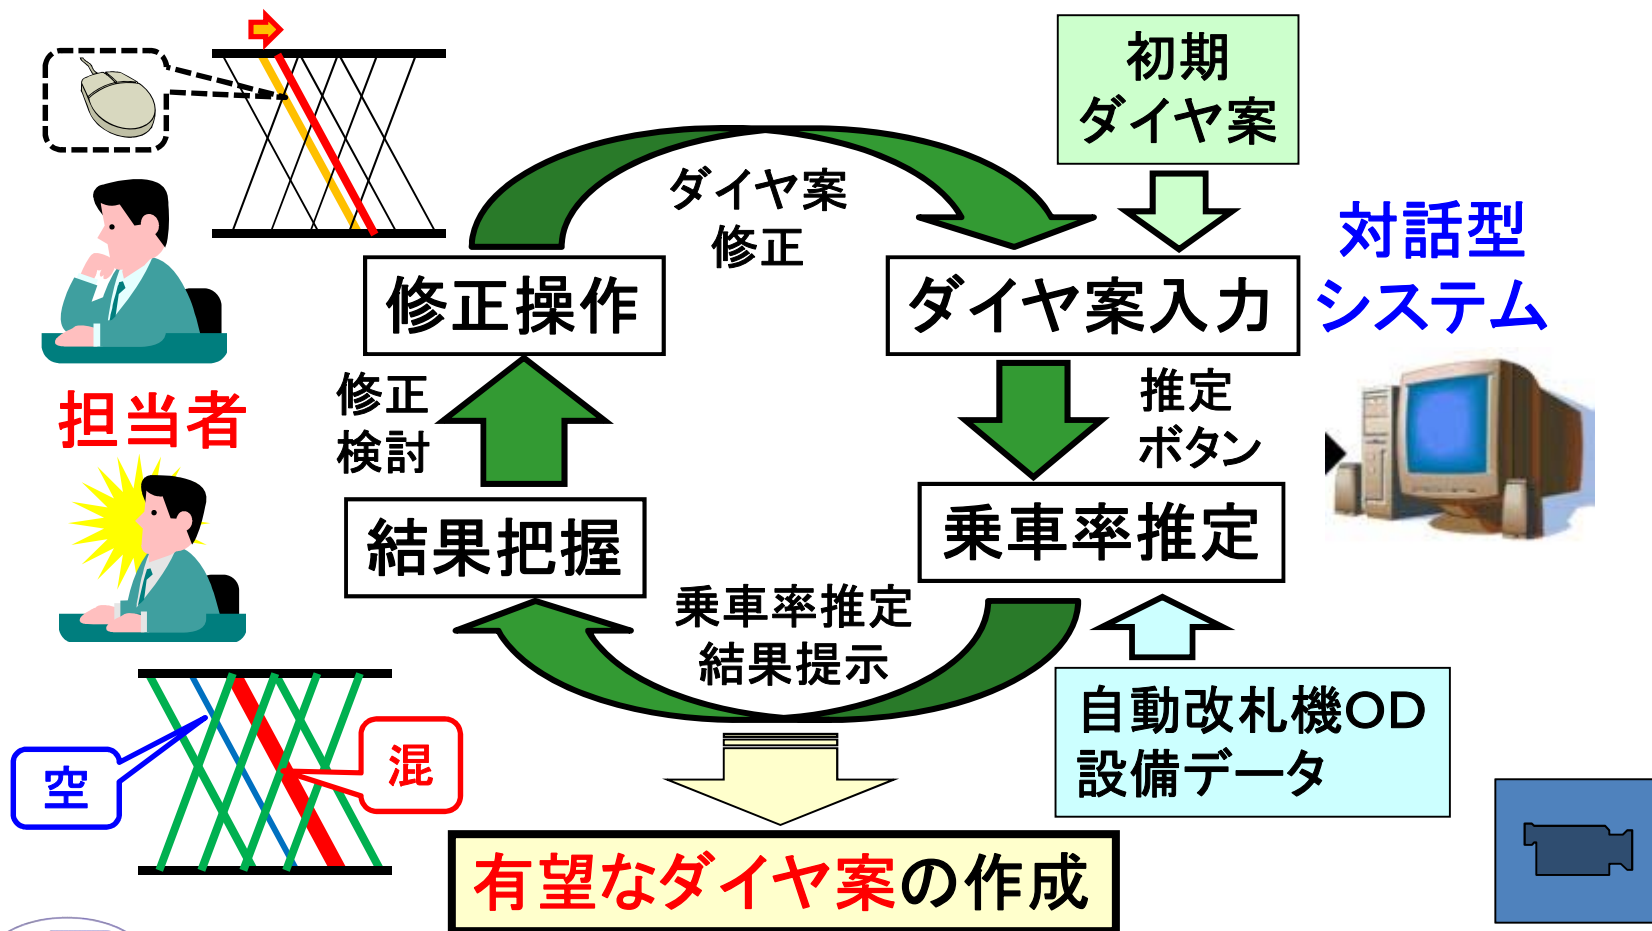 初期
ダイヤ案
ダイヤ案
修正
対話型
システム
修正操作
ダイヤ案入力
担当者
修正
検討
推定
ボタン
結果把握
乗車率推定
乗車率推定
結果提示
自動改札機OD
設備データ
空
混
有望なダイヤ案の作成